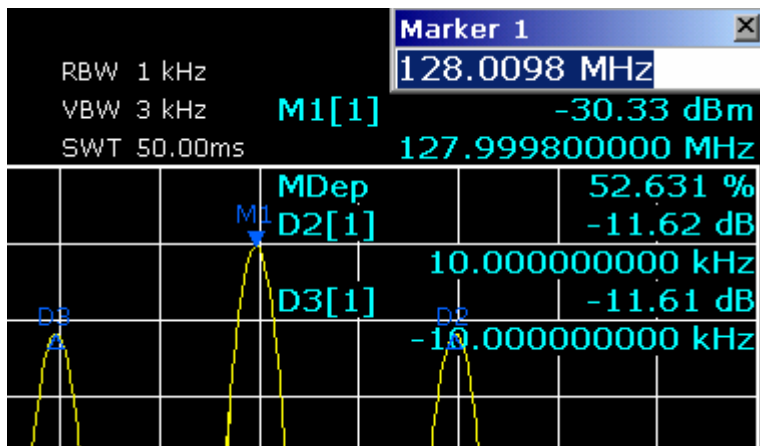 Marker 1
128.0098 MHz
RBW 1 kHz
VBW 3 kHz
SWT 50.00ms
M1[1] -30.33 dBm
127.999800000 MHz
MDep 52.631 %
M1
D2[1] -11.62 dB
10.000000000 kHz
D3[1] -11.61 dB
-10.000000000 kHz
D3
D2